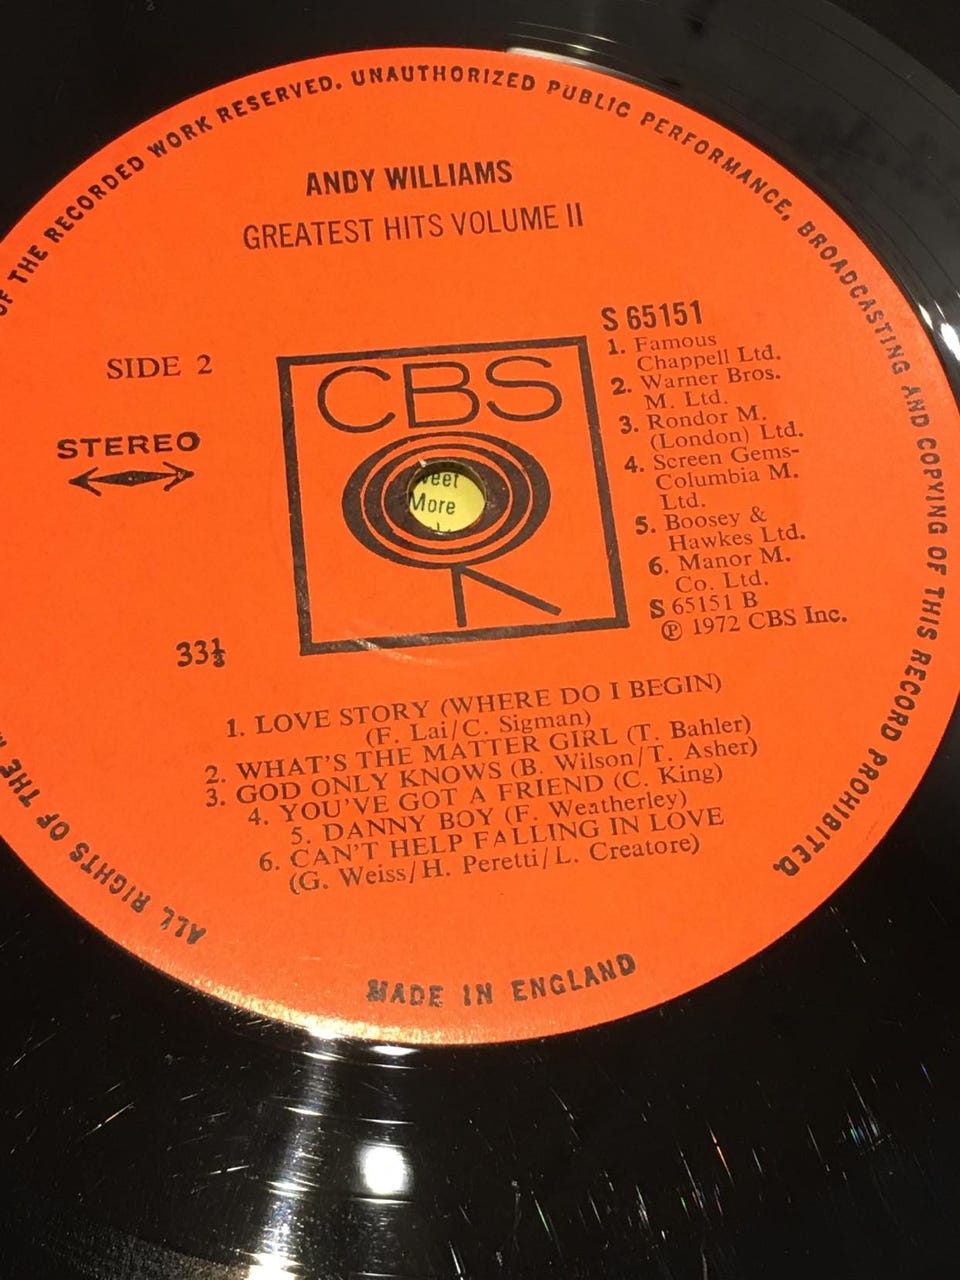 ALL RIGHTS OF THE
OF THE RECORDED WORK RESERVED. UNAUTHORIZED PUBLIC PERFORMANCE, BROADCASTING AND COPYING OF THIS RECORD PROHIBITED.
ANDY WILLIAMS
GREATEST HITS VOLUME II
SIDE 2
STEREO
33⅓
CBS
More
S 65151
1. Famous
Chappell Ltd.
2. Warner Bros.
M. Ltd.
3. Rondor M.
(London) Ltd.
4. Screen Gems-
Columbia M.
Ltd.
5. Boosey &
Hawkes Ltd.
6. Manor M.
Co. Ltd.
S 65151 B
℗ 1972 CBS Inc.
1. LOVE STORY (WHERE DO I BEGIN)
(F. Lai/C. Sigman)
2. WHAT'S THE MATTER GIRL (T. Bahler)
3. GOD ONLY KNOWS (B. Wilson/T. Asher)
4. YOU'VE GOT A FRIEND (C. King)
5. DANNY BOY (F. Weatherley)
6. CAN'T HELP FALLING IN LOVE
(G. Weiss/H. Peretti/L. Creatore)
MADE IN ENGLAND